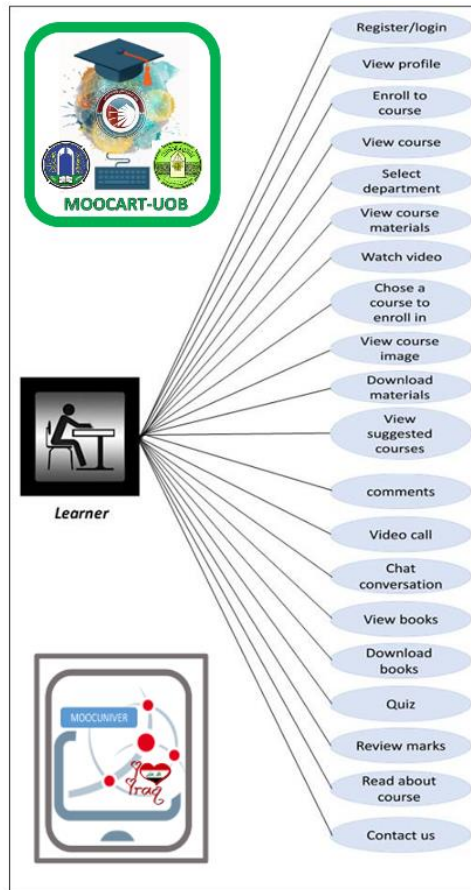 Register/login
View profile
Enroll to
course
View course
Select
department
View course
materials
Watch video
Chose a
course to
enroll in
View course
image
Download
materials
View
suggested
courses
comments
Video call
Chat
conversation
View books
Download
books
Quiz
Review marks
Read about
course
Contact us
MOOCART-UOB
Learner
MOOCUNIVER
I
Iraq